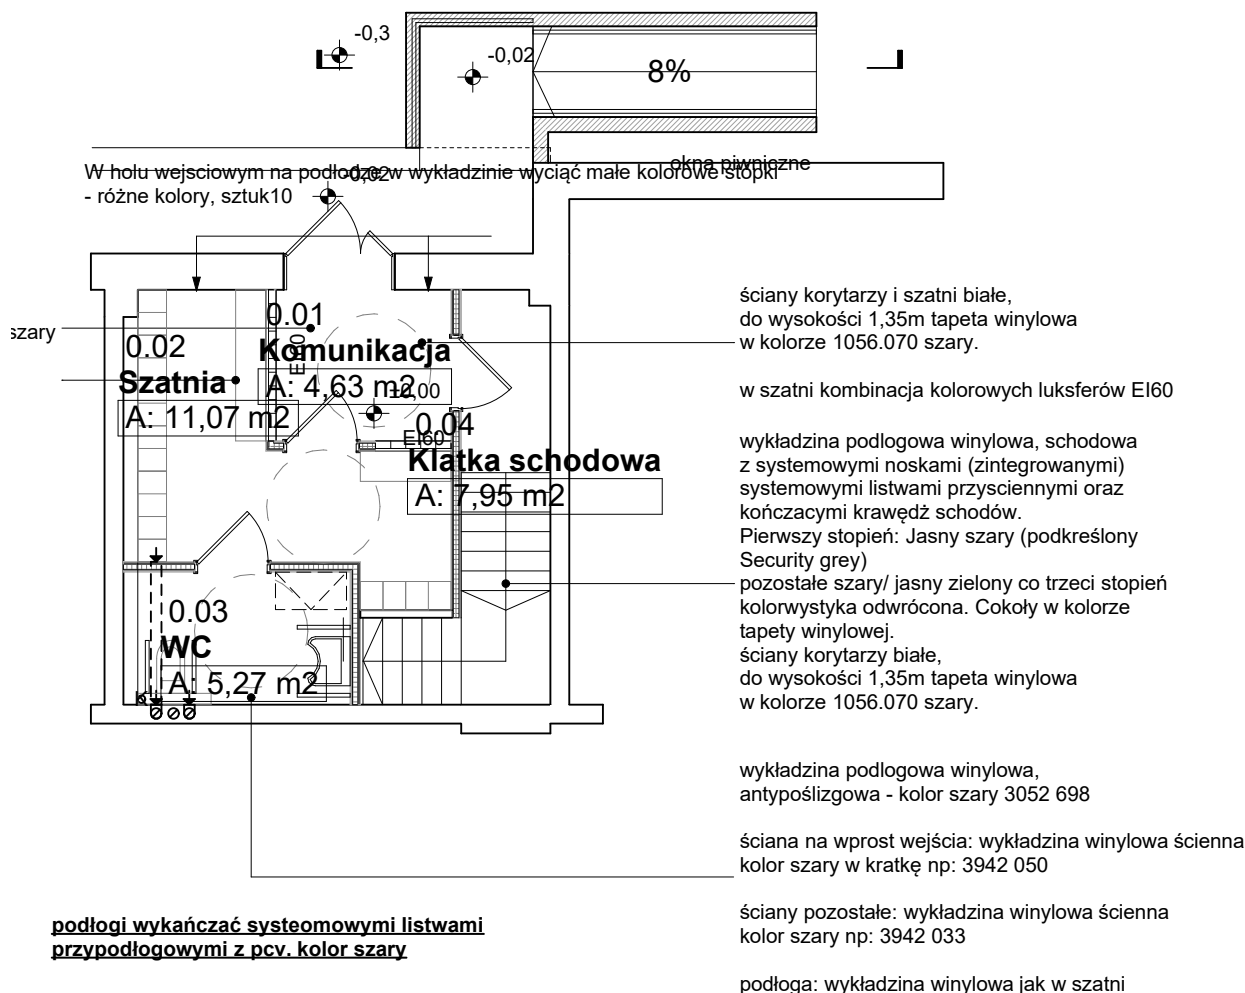 -0,3
-0,02
8%
okna piwniczne
W holu wejsciowym na podłodze w wykładzinie wyciąć małe kolorowe stopki
- różne kolory, sztuk10
-0,02
szary
0.01
Komunikacja
A: 4,63 m2
EI60
0.02
Szatnia
A: 11,07 m2
±0,00
EI60
0.04
Klatka schodowa
A: 7,95 m2
0.03
WC
A: 5,27 m2
ściany korytarzy i szatni białe,
do wysokości 1,35m tapeta winylowa
w kolorze 1056.070 szary.
w szatni kombinacja kolorowych luksferów EI60
wykładzina podlogowa winylowa, schodowa
z systemowymi noskami (zintegrowanymi)
systemowymi listwami przysciennymi oraz
kończacymi krawędż schodów.
Pierwszy stopień: Jasny szary (podkreślony
Security grey)
pozostałe szary/ jasny zielony co trzeci stopień
kolorwystyka odwrócona. Cokoły w kolorze
tapety winylowej.
ściany korytarzy białe,
do wysokości 1,35m tapeta winylowa
w kolorze 1056.070 szary.
wykładzina podlogowa winylowa,
antypoślizgowa - kolor szary 3052 698
ściana na wprost wejścia: wykładzina winylowa ścienna
kolor szary w kratkę np: 3942 050
ściany pozostałe: wykładzina winylowa ścienna
kolor szary np: 3942 033
podłoga: wykładzina winylowa jak w szatni
podłogi wykańczać systeomowymi listwami
przypodłogowymi z pcv. kolor szary